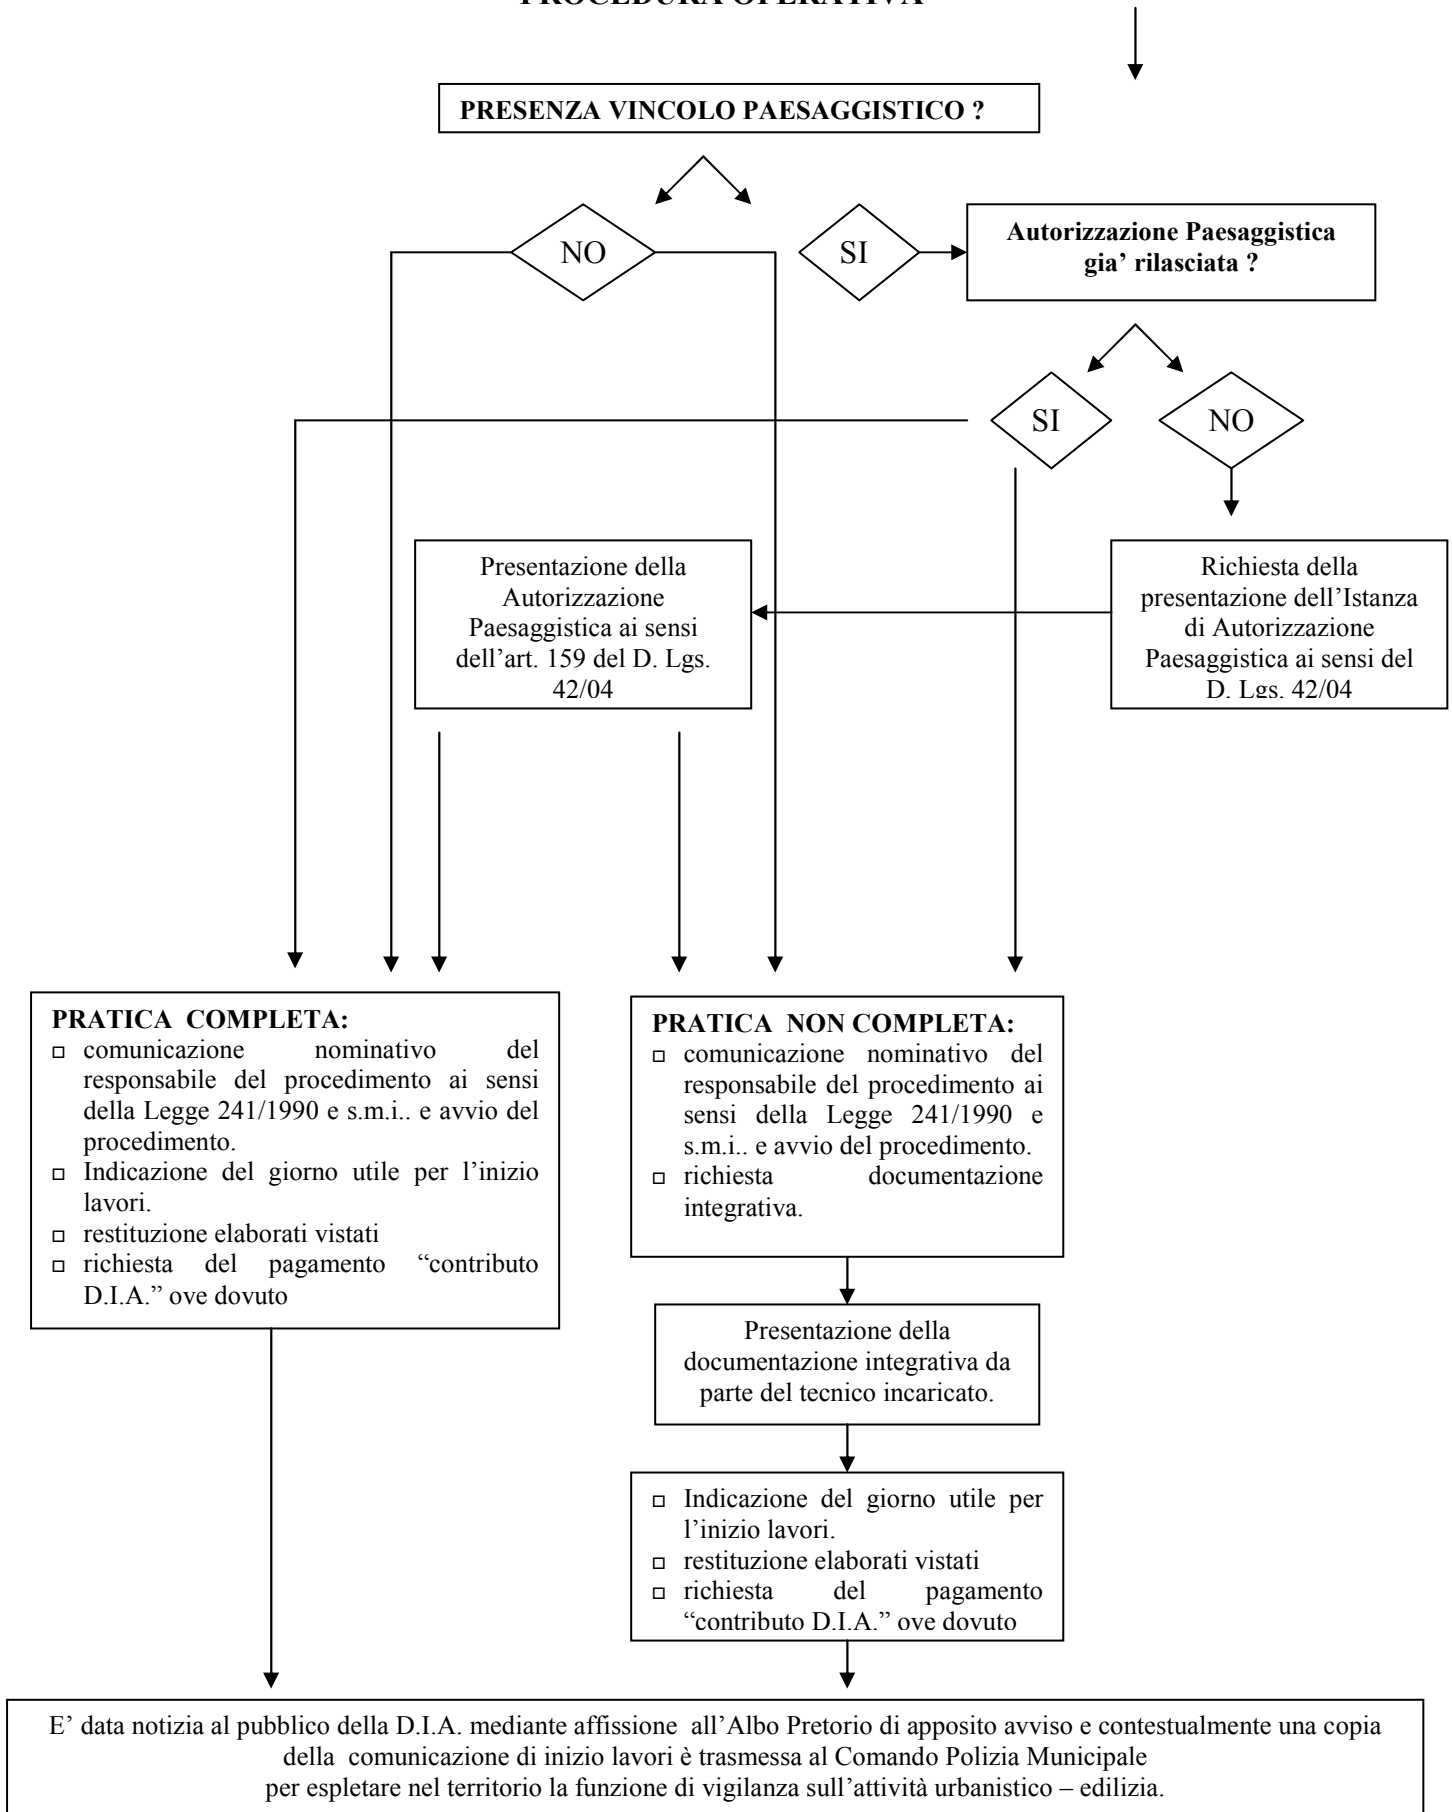 PROCEDURA OPERATIVA
PRESENZA VINCOLO PAESAGGISTICO ?
NO
SI
Autorizzazione Paesaggistica
gia’ rilasciata ?
SI
NO
Presentazione della
Autorizzazione
Paesaggistica ai sensi
dell’art. 159 del D. Lgs.
42/04
Richiesta della
presentazione dell’Istanza
di Autorizzazione
Paesaggistica ai sensi del
D. Lgs. 42/04
PRATICA COMPLETA:
□ comunicazione nominativo del
responsabile del procedimento ai sensi
della Legge 241/1990 e s.m.i.. e avvio del
procedimento.
□ Indicazione del giorno utile per l’inizio
lavori.
□ restituzione elaborati vistati
□ richiesta del pagamento “contributo
D.I.A.” ove dovuto
PRATICA NON COMPLETA:
□ comunicazione nominativo del
responsabile del procedimento ai
sensi della Legge 241/1990 e
s.m.i.. e avvio del procedimento.
□ richiesta documentazione
integrativa.
Presentazione della
documentazione integrativa da
parte del tecnico incaricato.
□ Indicazione del giorno utile per
l’inizio lavori.
□ restituzione elaborati vistati
□ richiesta del pagamento
“contributo D.I.A.” ove dovuto
E’ data notizia al pubblico della D.I.A. mediante affissione all’Albo Pretorio di apposito avviso e contestualmente una copia
della comunicazione di inizio lavori è trasmessa al Comando Polizia Municipale
per espletare nel territorio la funzione di vigilanza sull’attività urbanistico – edilizia.